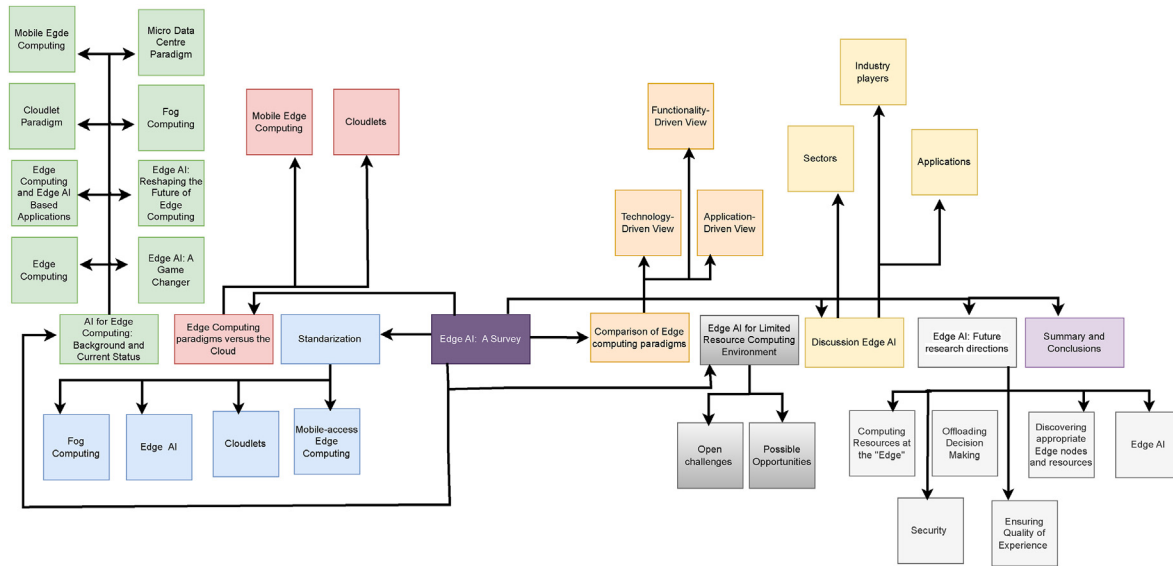 Mobile Egde
Computing
Micro Data
Centre
Paradigm
Cloudlet
Paradigm
Fog
Computing
Edge
Computing
and Edge AI
Based
Applications
Edge AI:
Reshaping the
Future of
Edge
Computing
Edge
Computing
Edge AI: A
Game
Changer
AI for Edge
Computing:
Background and
Current Status
Mobile Edge
Computing
Cloudlets
Edge Computing
paradigms versus the
Cloud
Standarization
Edge AI: A Survey
Fog
Computing
Edge AI
Cloudlets
Mobile-access
Edge
Computing
Functionality-
Driven View
Technology-
Driven View
Application-
Driven View
Comparison of Edge
computing paradigms
Edge AI for Limited
Resource Computing
Environment
Open
challenges
Possible
Opportunities
Industry
players
Sectors
Applications
Discussion Edge AI
Edge AI: Future
research directions
Summary and
Conclusions
Computing
Resources at
the "Edge"
Offloading
Decision
Making
Discovering
appropriate
Edge nodes
and resources
Edge AI
Security
Ensuring
Quality of
Experience